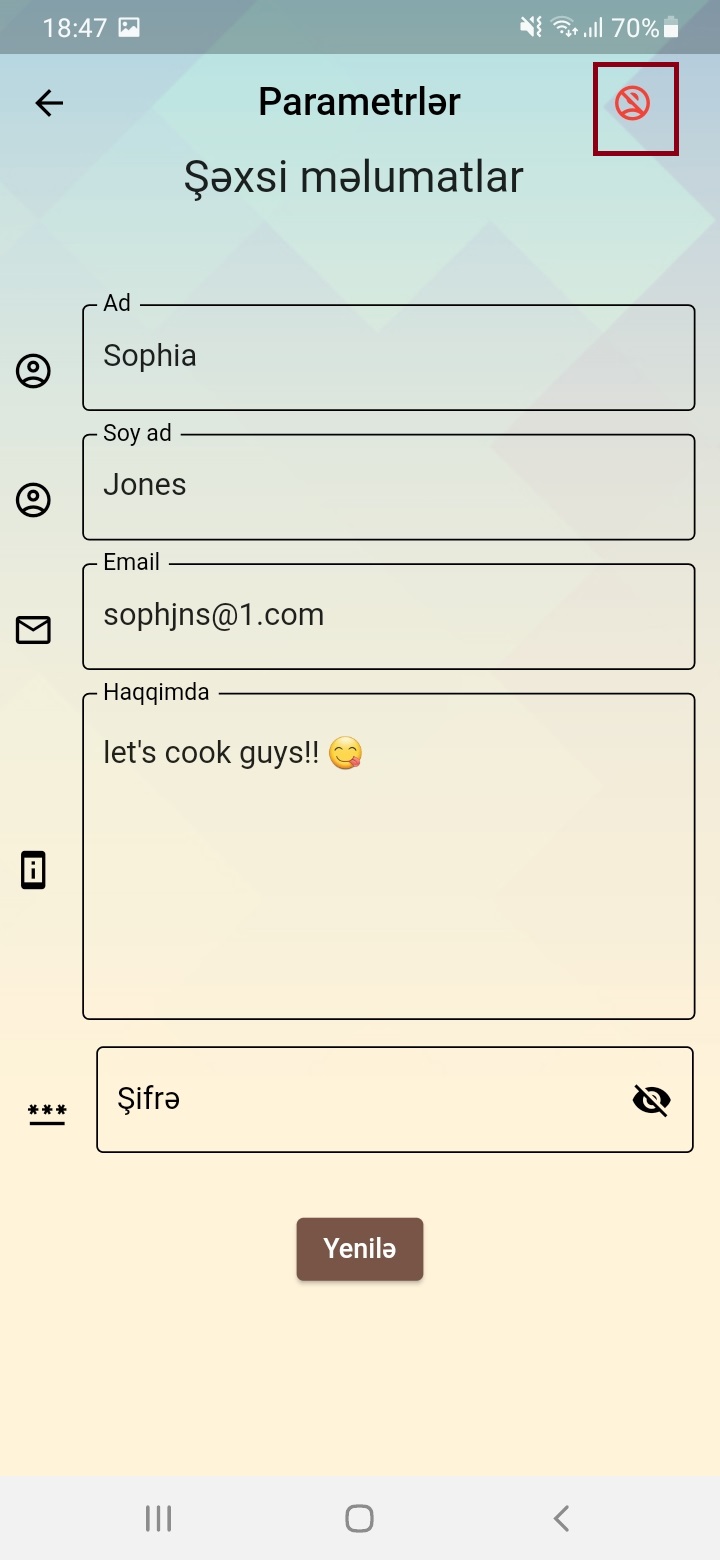 18:47 70%
Parametrlər
Şəxsi məlumatlar
Ad
Sophia
Soy ad
Jones
Email
sophjns@1.com
Haqqimda
let's cook guys!! 😋
Şifrə
***
Yenilə